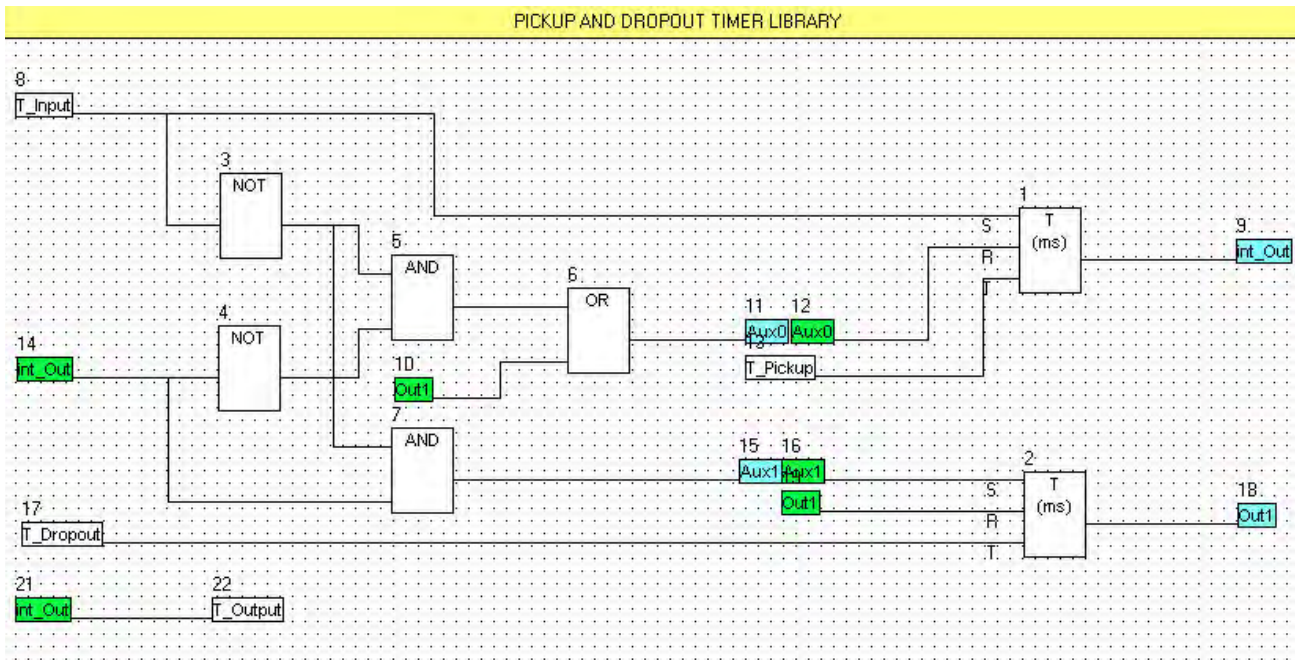 PICKUP AND DROPOUT TIMER LIBRARY
8.
T_Input
3.
NOT
1.
T
(ms)
S
R
T
9.
int_Out
5.
AND
6.
OR
4.
NOT
14.
int_Out
10.
Out1
11. 12.
Aux0 Aux0
13.
T_Pickup
7.
AND
15. 16.
Aux1 Aux1
Out1
2.
T
(ms)
S
R
T
18.
Out1
17.
T_Dropout
21.
int_Out
22.
T_Output